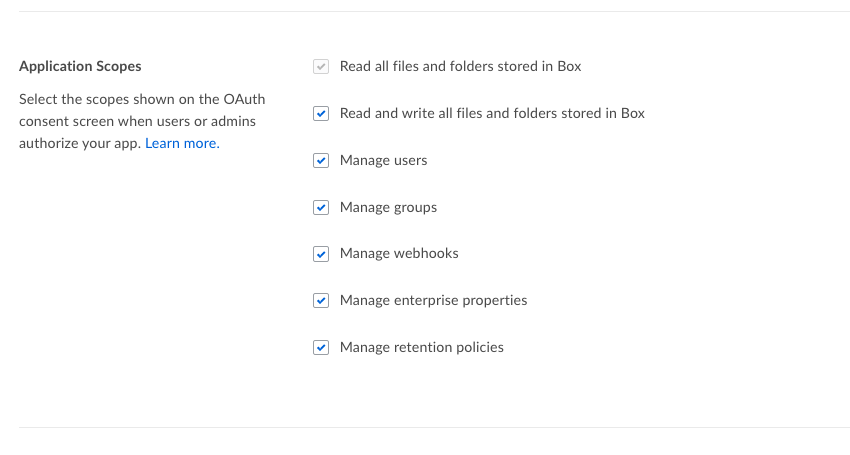 Application Scopes
Select the scopes shown on the OAuth
consent screen when users or admins
authorize your app. Learn more.
Read all files and folders stored in Box
Read and write all files and folders stored in Box
Manage users
Manage groups
Manage webhooks
Manage enterprise properties
Manage retention policies